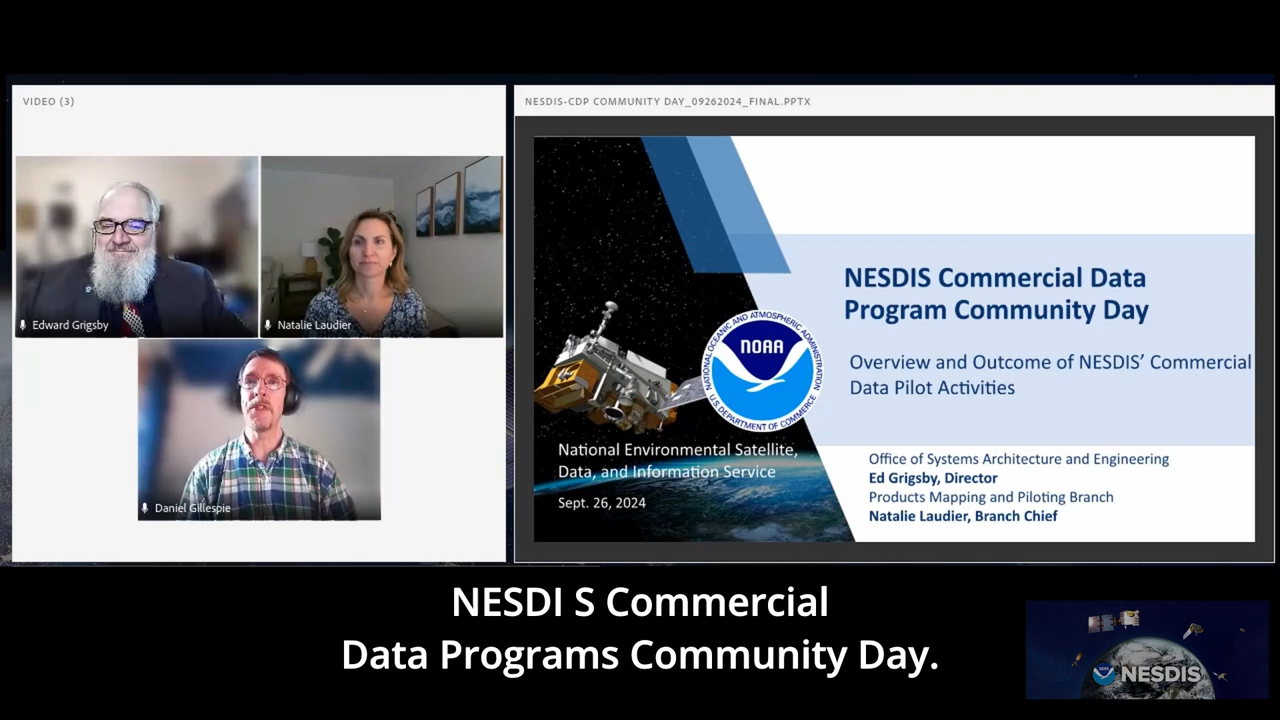 VIDEO (3)
Edward Grigsby
Natalie Laudier
Daniel Gillespie
NESDIS-CDP COMMUNITY DAY_09262024_FINAL.PPTX
NESDIS Commercial Data
Program Community Day
Overview and Outcome of NESDIS' Commercial
Data Pilot Activities
NATIONAL OCEANIC AND ATMOSPHERIC ADMINISTRATION
NOAA
U.S. DEPARTMENT OF COMMERCE
National Environmental Satellite,
Data, and Information Service
Sept. 26, 2024
Office of Systems Architecture and Engineering
Ed Grigsby, Director
Products Mapping and Piloting Branch
Natalie Laudier, Branch Chief
NESDI S Commercial
Data Programs Community Day.
NOAA
NESDIS